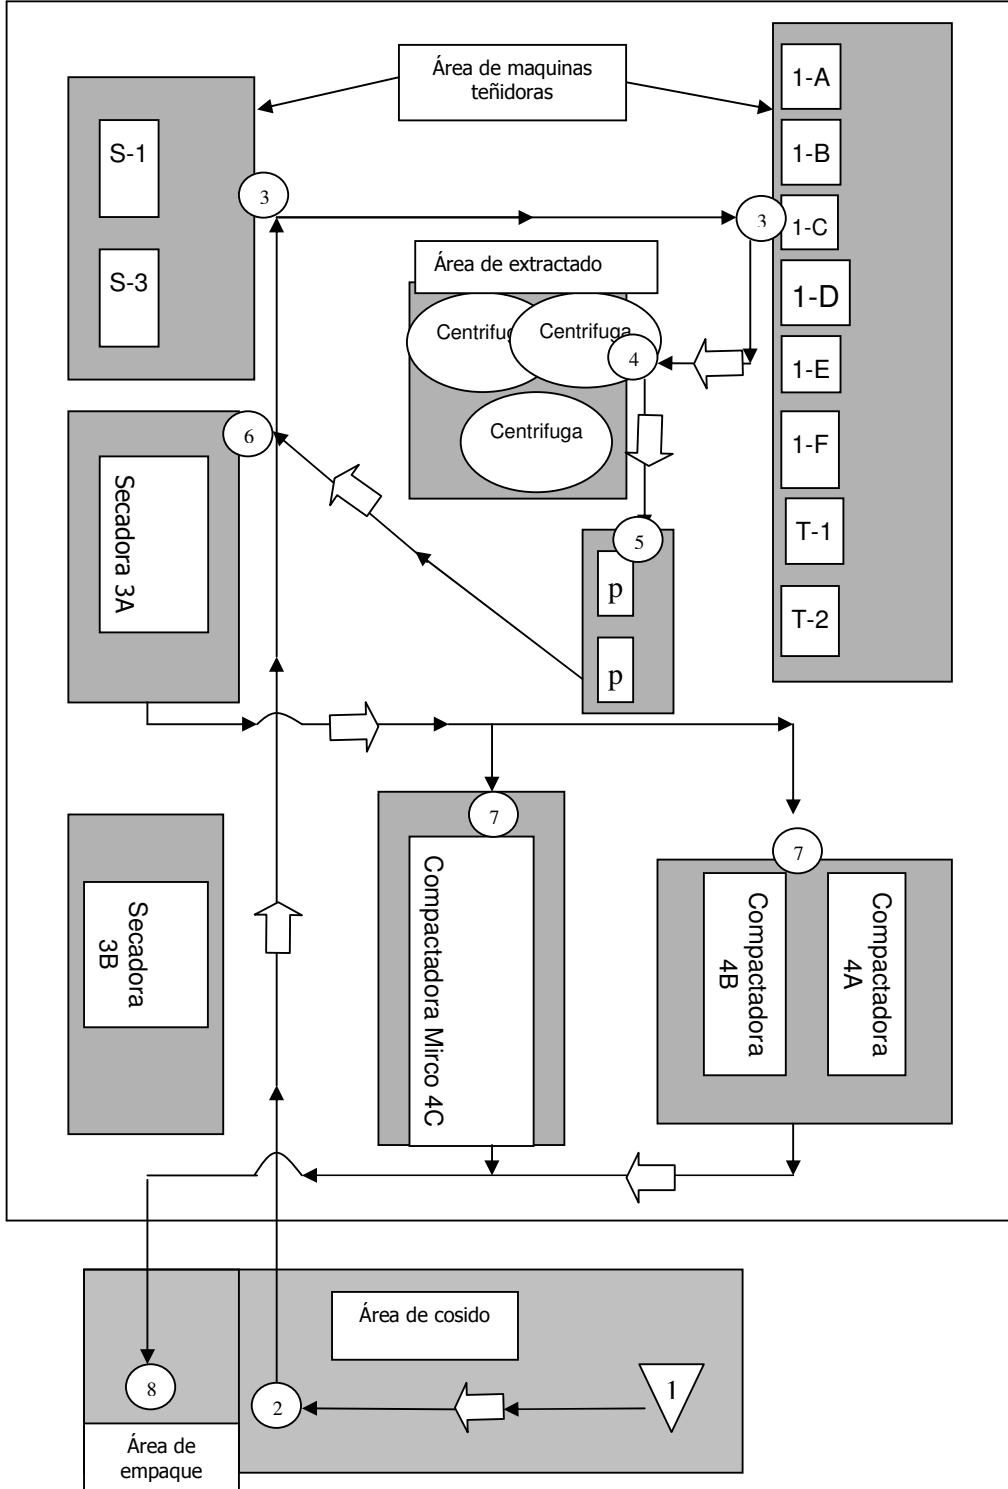 Área de maquinas
teñidoras
S-1
S-3
3
3
1-A
1-B
1-C
1-D
1-E
1-F
T-1
T-2
Área de extractado
Centrifuga
Centrifuga
4
Centrifuga
6
Secadora 3A
5
p
p
7
Compactadora Mirco 4C
7
Compactadora
4B
Compactadora
4A
Secadora
3B
Área de cosido
8
2
1
Área de
empaque